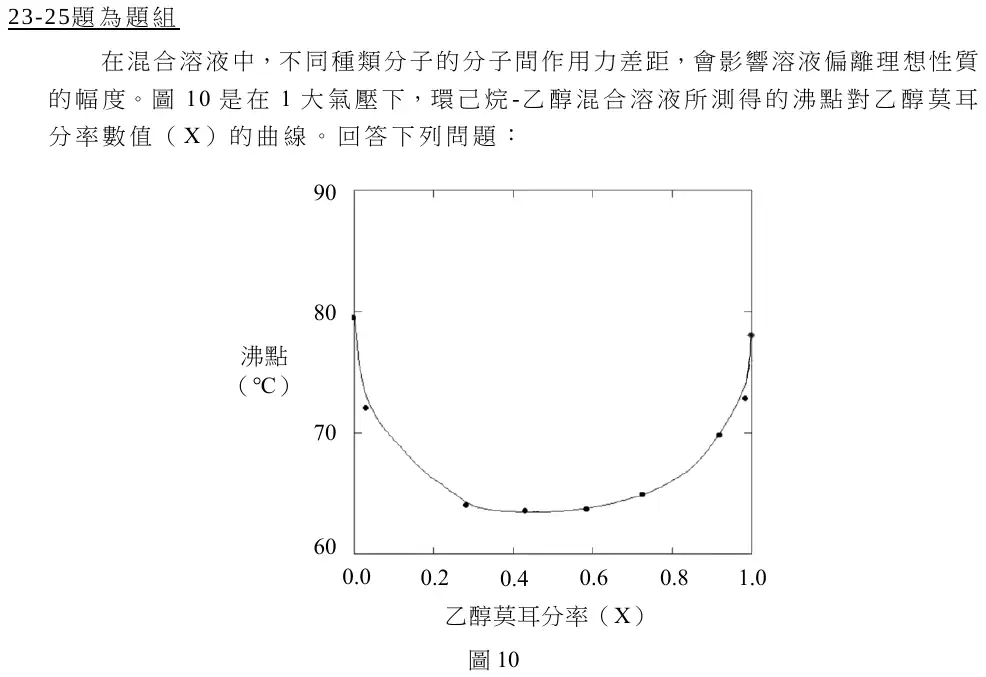 23-25題為題組
在混合溶液中，不同種類分子的分子間作用力差距，會影響溶液偏離理想性質
的幅度。圖 10 是在 1 大氣壓下，環己烷-乙醇混合溶液所測得的沸點對乙醇莫耳
分率數值（X）的曲線。回答下列問題：
90
80
沸點
（℃）
70
60
0.0 0.2 0.4 0.6 0.8 1.0
乙醇莫耳分率（X）
圖 10